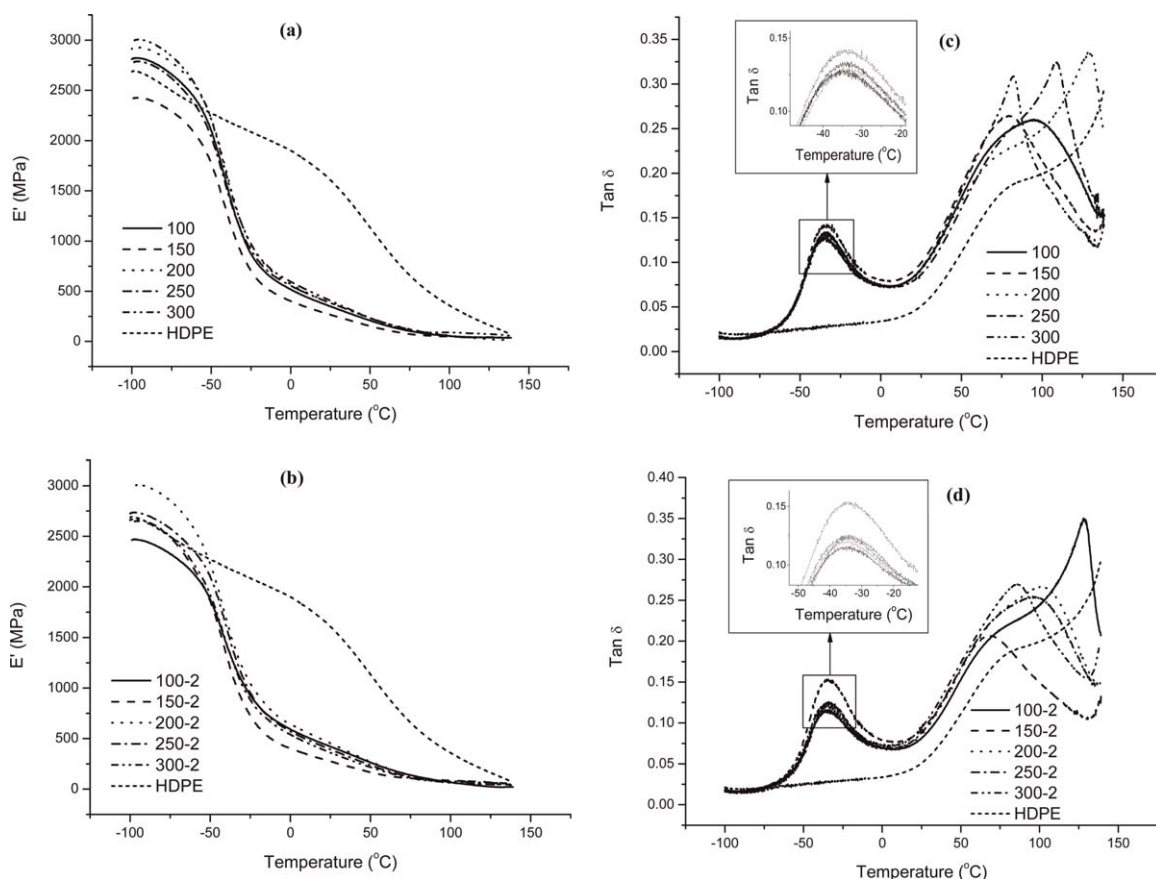 (a)
3000
2500
2000
1500
1000
500
0
E' (MPa)
100
150
200
250
300
HDPE
-100 -50 0 50 100 150
Temperature (°C)
(c)
0.40
0.35
0.30
0.25
0.20
0.15
0.10
0.05
0.00
Tan δ
0.15
0.10
Tan δ
-40 -30 -20
Temperature (°C)
100
150
200
250
300
HDPE
-100 -50 0 50 100 150
Temperature (°C)
(b)
3000
2500
2000
1500
1000
500
0
E' (MPa)
100-2
150-2
200-2
250-2
300-2
HDPE
-100 -50 0 50 100 150
Temperature (°C)
(d)
0.40
0.35
0.30
0.25
0.20
0.15
0.10
0.05
0.00
Tan δ
0.15
0.10
Tan δ
-50 -40 -30 -20
Temperature (°C)
100-2
150-2
200-2
250-2
300-2
HDPE
-100 -50 0 50 100 150
Temperature (°C)